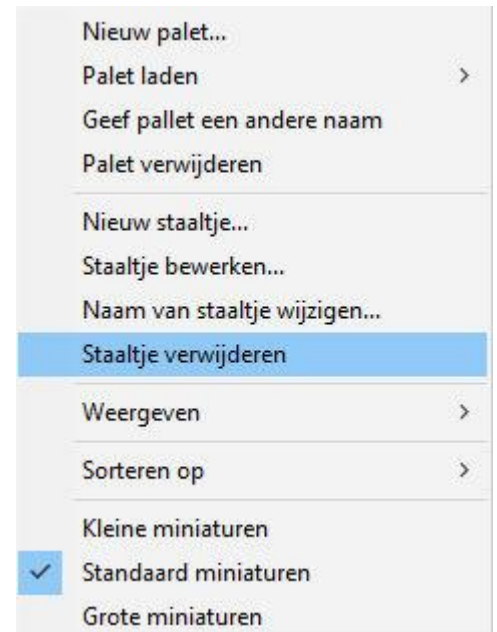 Nieuw palet...
Palet laden
Geef pallet een andere naam
Palet verwijderen
Nieuw staaltje...
Staaltje bewerken...
Naam van staaltje wijzigen...
Staaltje verwijderen
Weergeven
Sorteren op
Kleine miniaturen
Standaard miniaturen
Grote miniaturen